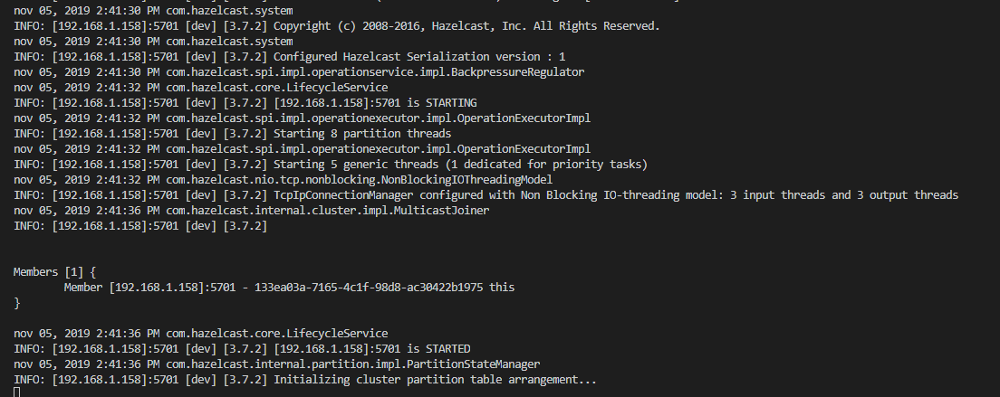 nov 05, 2019 2:41:30 PM com.hazelcast.system
INFO: [192.168.1.158]:5701 [dev] [3.7.2] Copyright (c) 2008-2016, Hazelcast, Inc. All Rights Reserved.
nov 05, 2019 2:41:30 PM com.hazelcast.system
INFO: [192.168.1.158]:5701 [dev] [3.7.2] Configured Hazelcast Serialization version : 1
nov 05, 2019 2:41:30 PM com.hazelcast.spi.impl.operationservice.impl.BackpressureRegulator
nov 05, 2019 2:41:32 PM com.hazelcast.core.LifecycleService
INFO: [192.168.1.158]:5701 [dev] [3.7.2] [192.168.1.158]:5701 is STARTING
nov 05, 2019 2:41:32 PM com.hazelcast.spi.impl.operationexecutor.impl.OperationExecutorImpl
INFO: [192.168.1.158]:5701 [dev] [3.7.2] Starting 8 partition threads
nov 05, 2019 2:41:32 PM com.hazelcast.spi.impl.operationexecutor.impl.OperationExecutorImpl
INFO: [192.168.1.158]:5701 [dev] [3.7.2] Starting 5 generic threads (1 dedicated for priority tasks)
nov 05, 2019 2:41:32 PM com.hazelcast.nio.tcp.nonblocking.NonBlockingIOThreadingModel
INFO: [192.168.1.158]:5701 [dev] [3.7.2] TcpIpConnectionManager configured with Non Blocking IO-threading model: 3 input threads and 3 output threads
nov 05, 2019 2:41:36 PM com.hazelcast.internal.cluster.impl.MulticastJoiner
INFO: [192.168.1.158]:5701 [dev] [3.7.2]
Members [1] {
Member [192.168.1.158]:5701 - 133ea03a-7165-4c1f-98d8-ac30422b1975 this
}
nov 05, 2019 2:41:36 PM com.hazelcast.core.LifecycleService
INFO: [192.168.1.158]:5701 [dev] [3.7.2] [192.168.1.158]:5701 is STARTED
nov 05, 2019 2:41:36 PM com.hazelcast.internal.partition.impl.PartitionStateManager
INFO: [192.168.1.158]:5701 [dev] [3.7.2] Initializing cluster partition table arrangement...